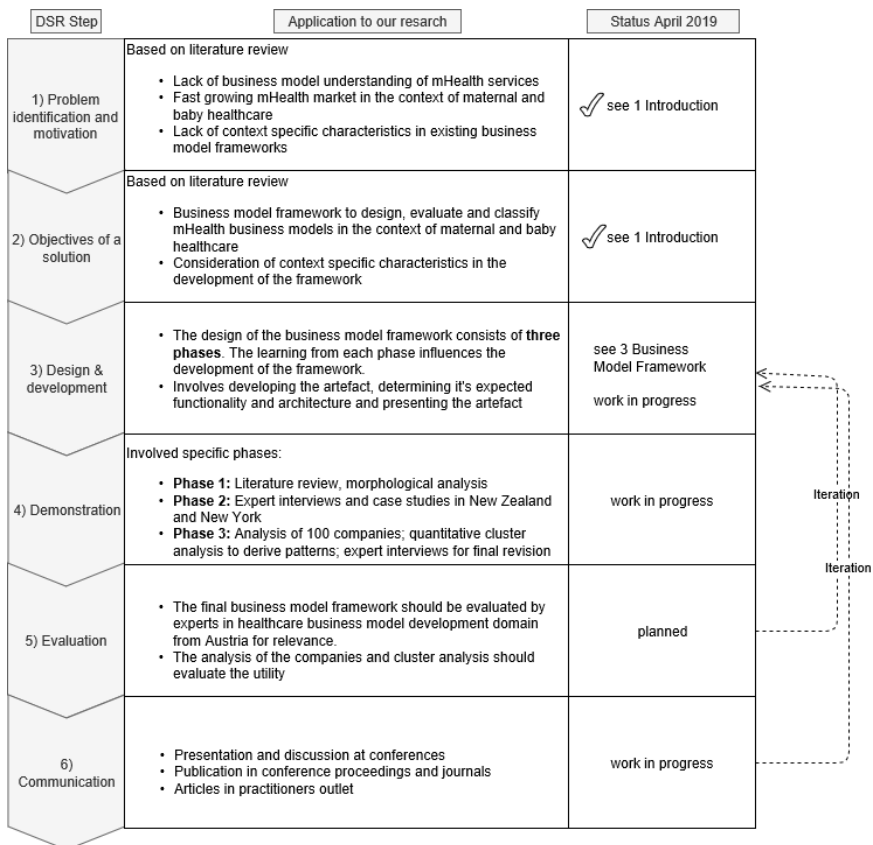 DSR Step
Application to our resarch
Status April 2019
1) Problem
identification and
motivation
Based on literature review
• Lack of business model understanding of mHealth services
• Fast growing mHealth market in the context of maternal and
baby healthcare
• Lack of context specific characteristics in existing business
model frameworks
see 1 Introduction
2) Objectives of a
solution
Based on literature review
• Business model framework to design, evaluate and classify
mHealth business models in the context of maternal and baby
healthcare
• Consideration of context specific characteristics in the
development of the framework
see 1 Introduction
3) Design &
development
• The design of the business model framework consists of three
phases. The learning from each phase influences the
development of the framework.
• Involves developing the artefact, determining it's expected
functionality and architecture and presenting the artefact
see 3 Business
Model Framework
work in progress
4) Demonstration
Involved specific phases:
• Phase 1: Literature review, morphological analysis
• Phase 2: Expert interviews and case studies in New Zealand
and New York
• Phase 3: Analysis of 100 companies; quantitative cluster
analysis to derive patterns; expert interviews for final revision
work in progress
Iteration
Iteration
5) Evaluation
• The final business model framework should be evaluated by
experts in healthcare business model development domain
from Austria for relevance.
• The analysis of the companies and cluster analysis should
evaluate the utility
planned
6)
Communication
• Presentation and discussion at conferences
• Publication in conference proceedings and journals
• Articles in practitioners outlet
work in progress